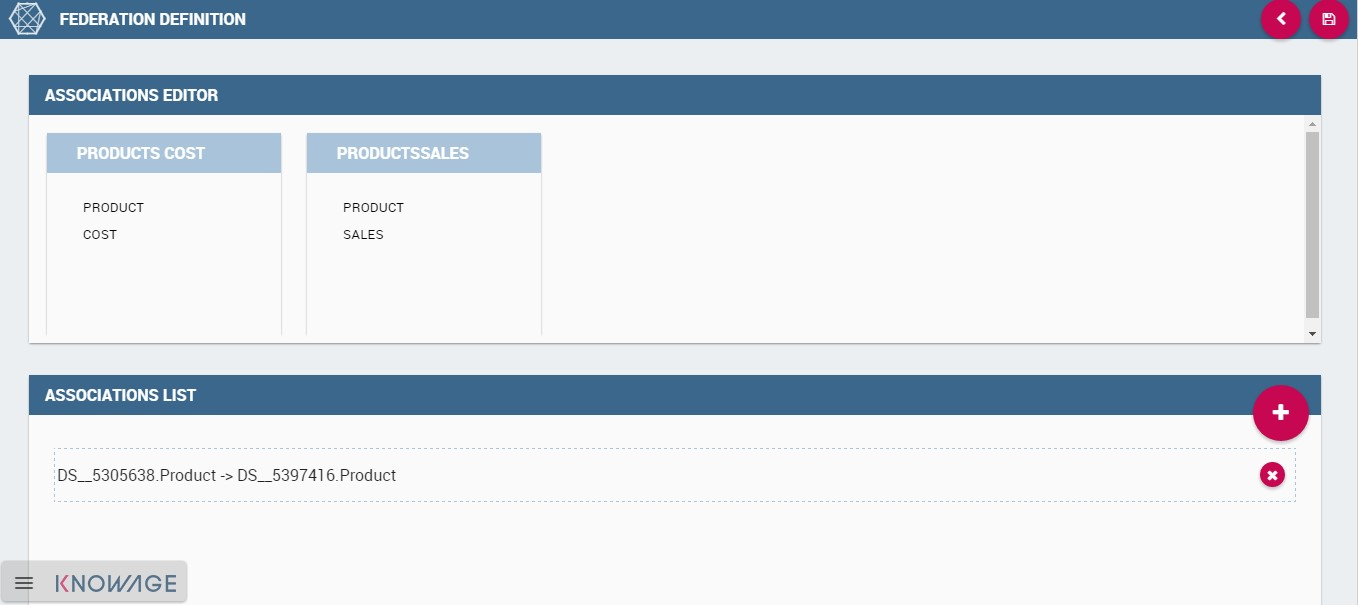 FEDERATION DEFINITION
ASSOCIATIONS EDITOR
PRODUCTS COST
PRODUCT
COST
PRODUCTSSALES
PRODUCT
SALES
ASSOCIATIONS LIST
DS__5305638.Product -> DS__5397416.Product
KNOWAGE